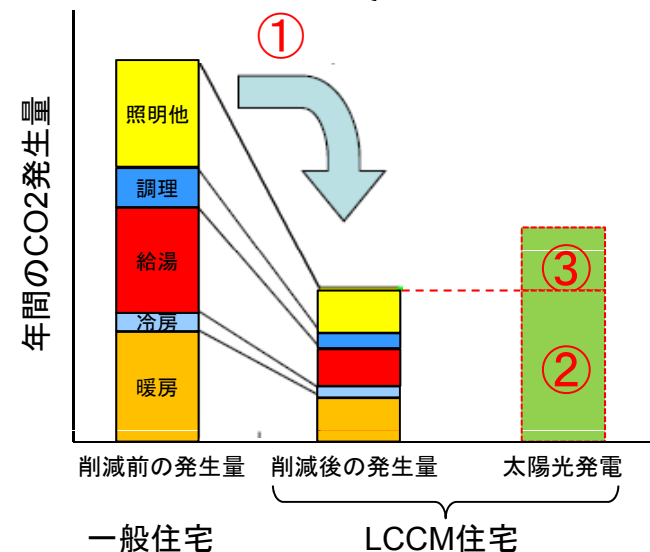 ①
年間のCO2発生量
照明他
調理
給湯
冷房
暖房
③
②
削減前の発生量
削減後の発生量
太陽光発電
一般住宅
LCCM住宅